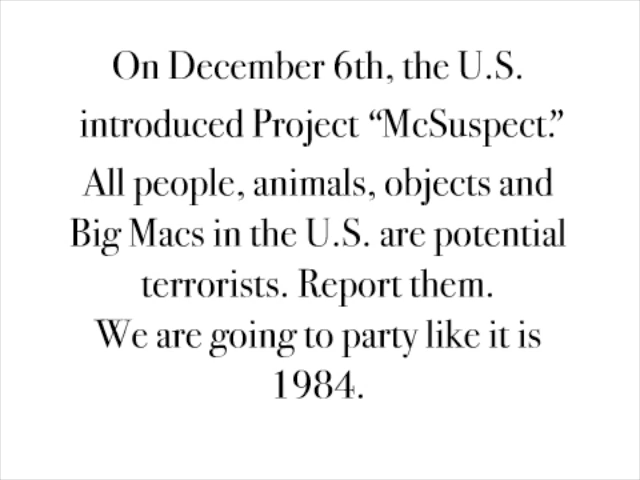 On December 6th, the U.S.
introduced Project “McSuspect.”
All people, animals, objects and
Big Macs in the U.S. are potential
terrorists. Report them.
We are going to party like it is
1984.